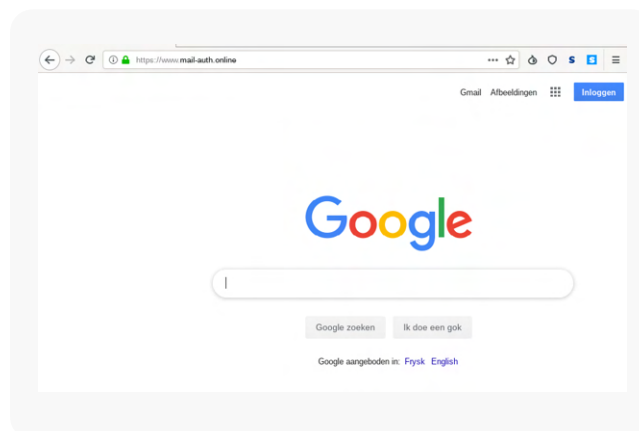 https://www.mail-auth.online
Gmail Afbeeldingen Inloggen
Google
Google zoeken Ik doe een gok
Google aangeboden in: Frysk English